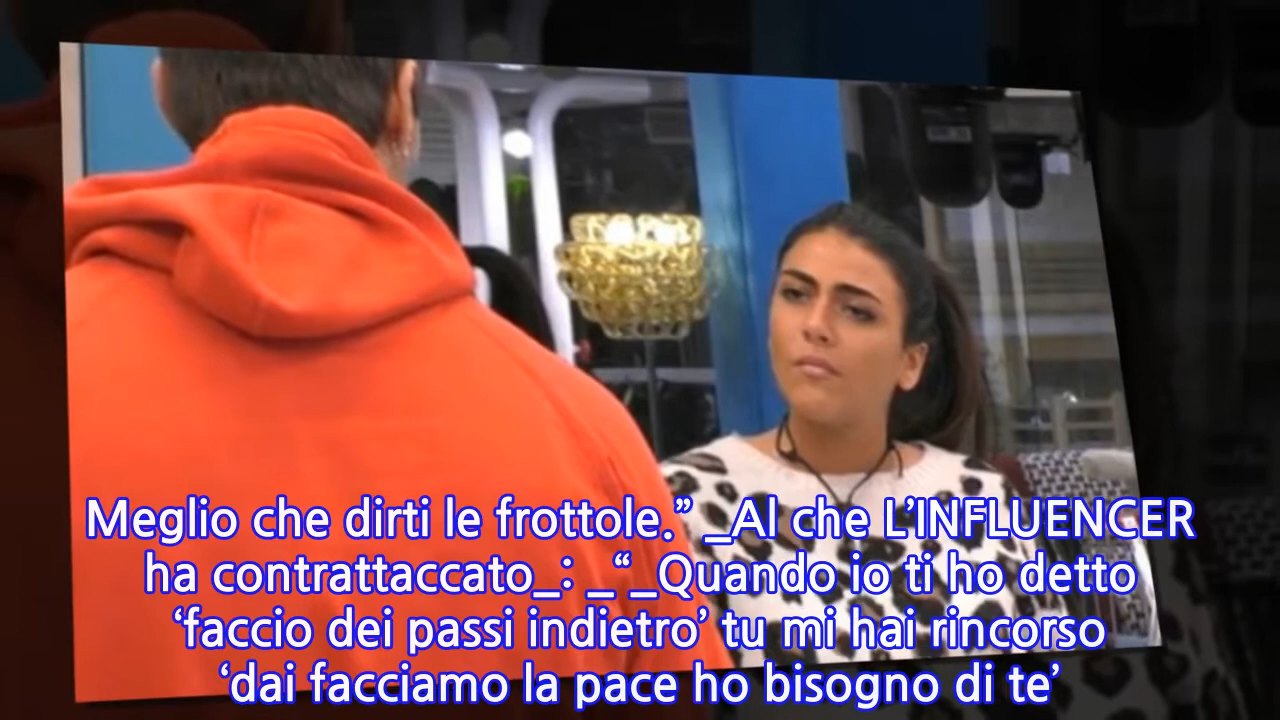 Meglio che dirti le frottole.” _Al che L’INFLUENCER
ha contrattaccato_: _“ _Quando io ti ho detto
‘faccio dei passi indietro’ tu mi hai rincorso
‘dai facciamo la pace ho bisogno di te’